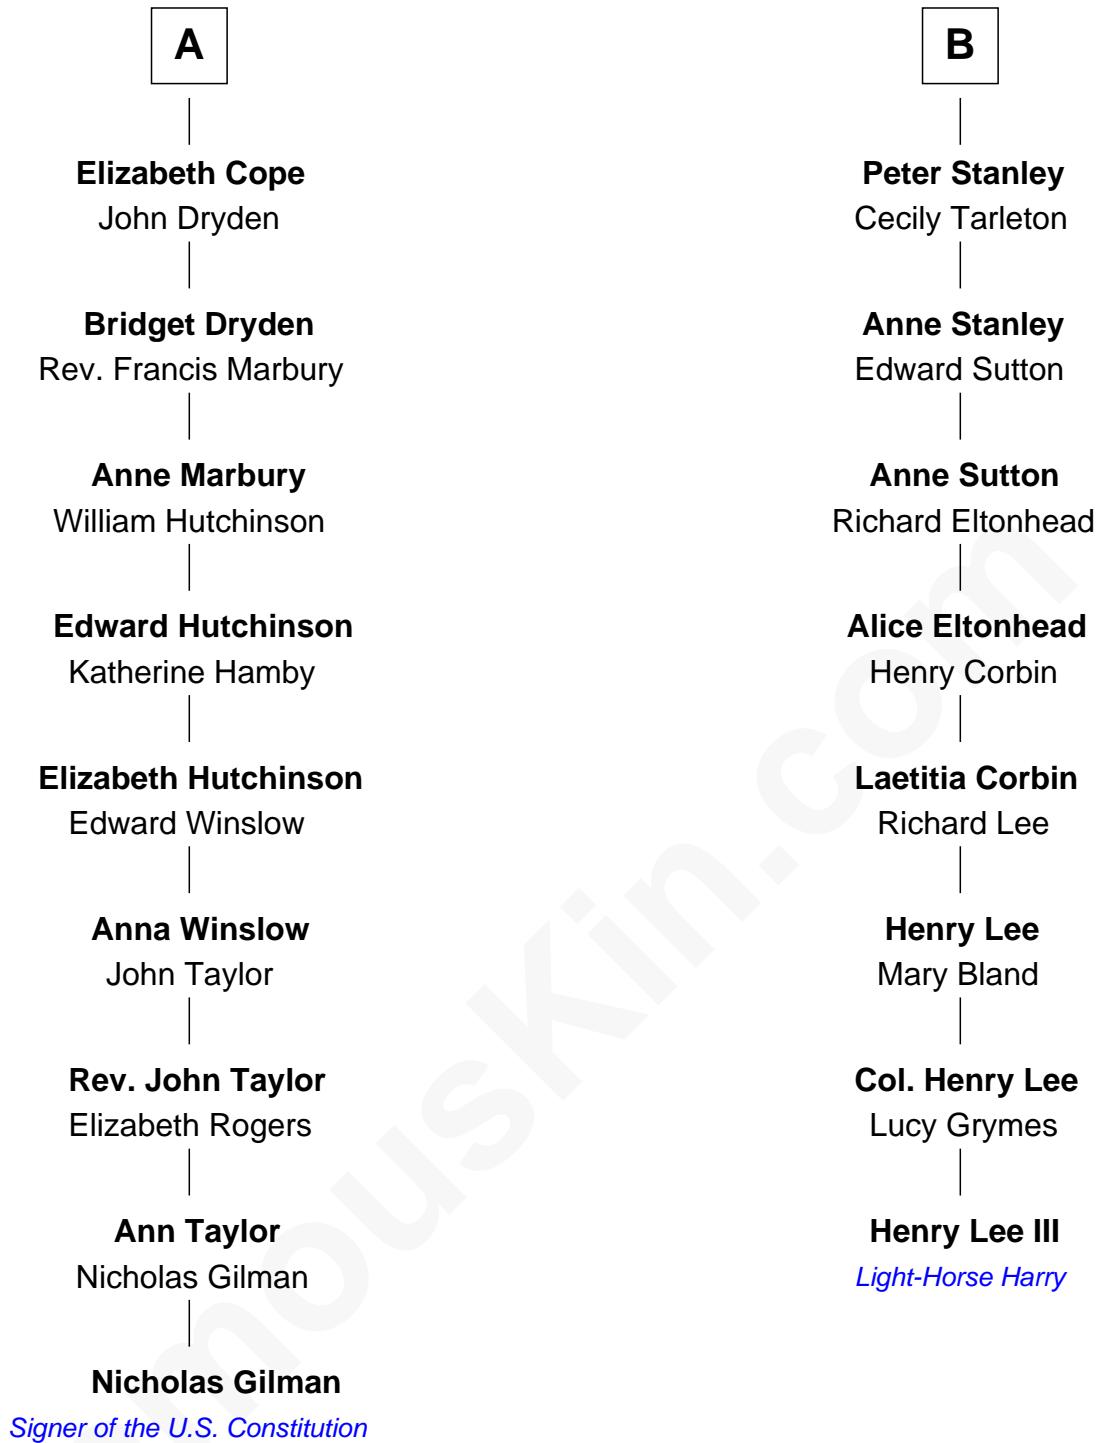 A
Elizabeth Cope
John Dryden
Bridget Dryden
Rev. Francis Marbury
Anne Marbury
William Hutchinson
Edward Hutchinson
Katherine Hamby
Elizabeth Hutchinson
Edward Winslow
Anna Winslow
John Taylor
Rev. John Taylor
Elizabeth Rogers
Ann Taylor
Nicholas Gilman
Nicholas Gilman
Signer of the U.S. Constitution
B
Peter Stanley
Cecily Tarleton
Anne Stanley
Edward Sutton
Anne Sutton
Richard Eltonhead
Alice Eltonhead
Henry Corbin
Laetitia Corbin
Richard Lee
Henry Lee
Mary Bland
Col. Henry Lee
Lucy Grymes
Henry Lee III
Light-Horse Harry
mousKin.com